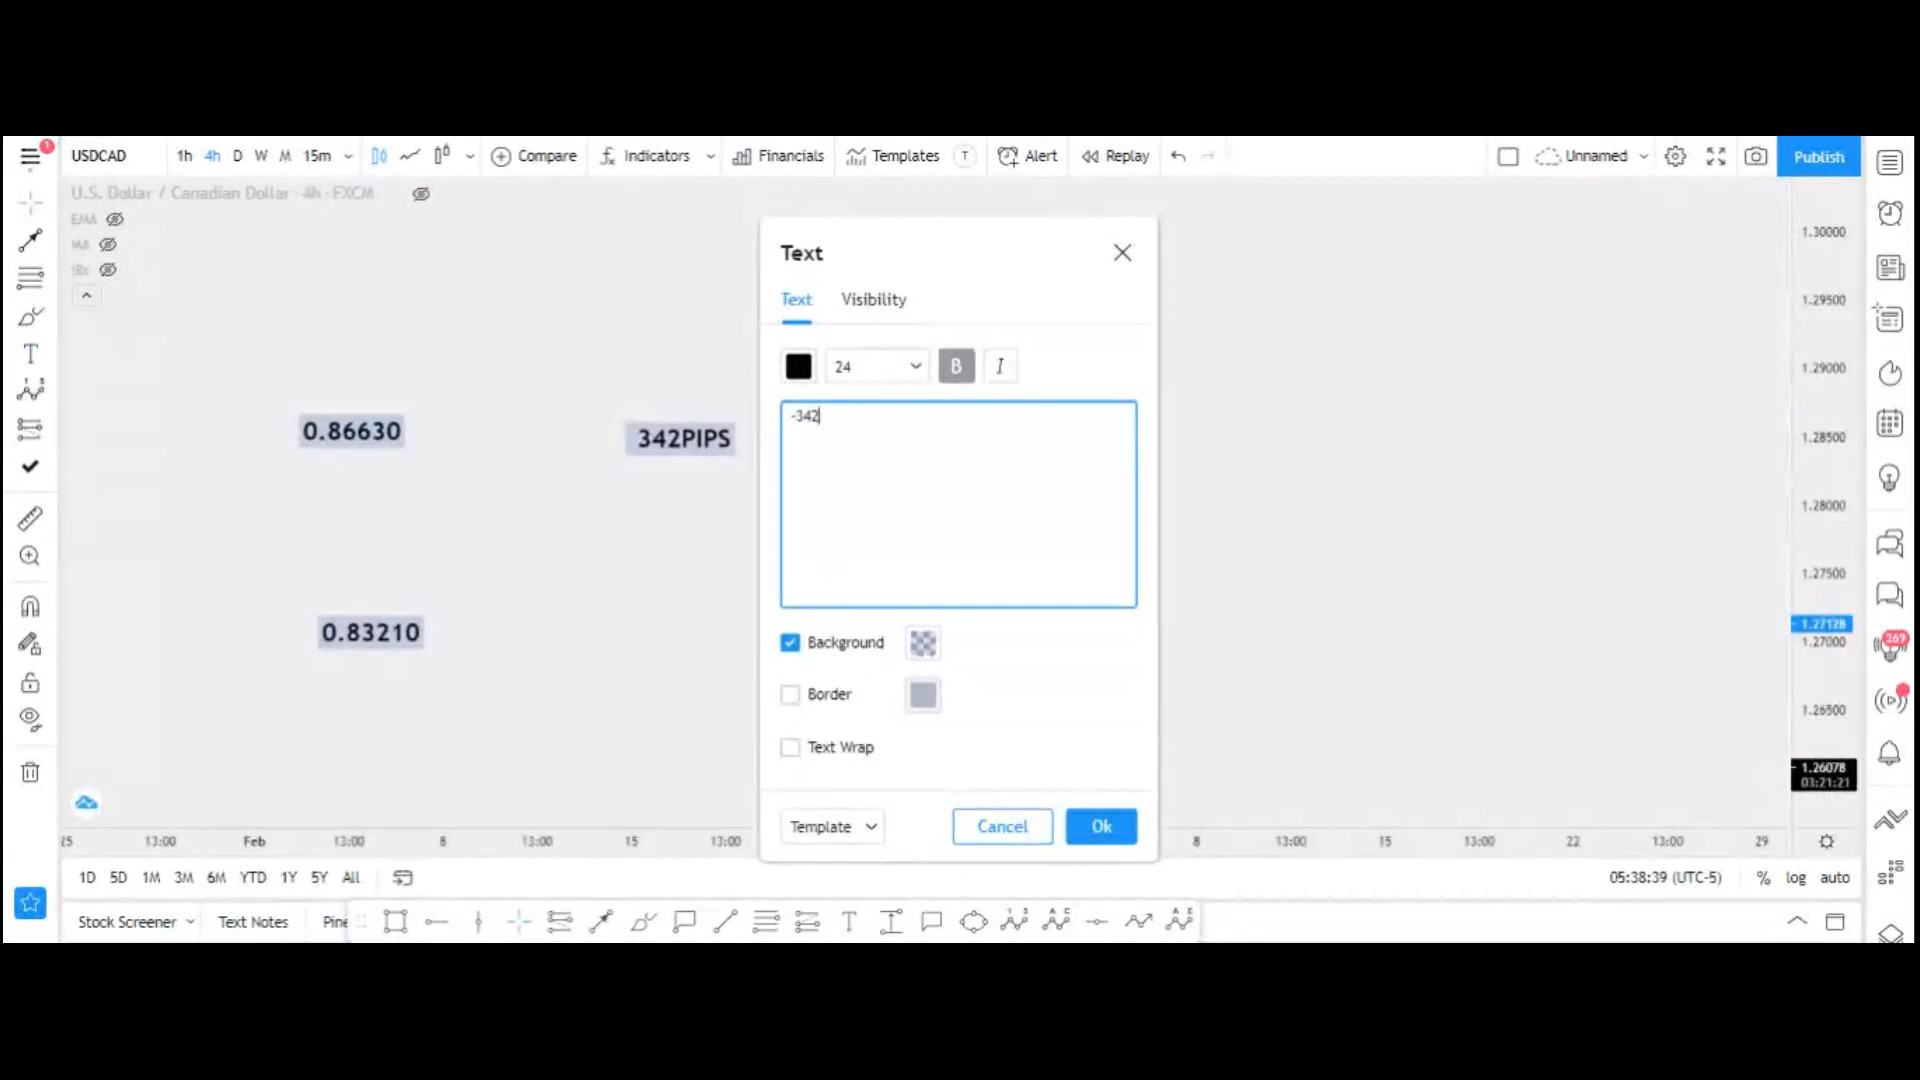 1
USDCAD 1h 4h D W M 15m Compare Indicators Financials Templates T Alert Replay Unnamed Publish
U.S. Dollar / Canadian Dollar · 4h · FXCM
EMA
Text
Text Visibility
24 B I
-342
0.86630
342PIPS
0.83210
Background
Border
Text Wrap
Template Cancel Ok
1.30000
1.29500
1.29000
1.28500
1.28000
1.27500
1.27128
1.27000
1.26500
1.26078
03:21:21
269
25 13:00 Feb 13:00 8 13:00 15 13:00 8 13:00 15 13:00 22 13:00 29
1D 5D 1M 3M 6M YTD 1Y 5Y All 05:38:39 (UTC-5) % log auto
Stock Screener Text Notes Pine T